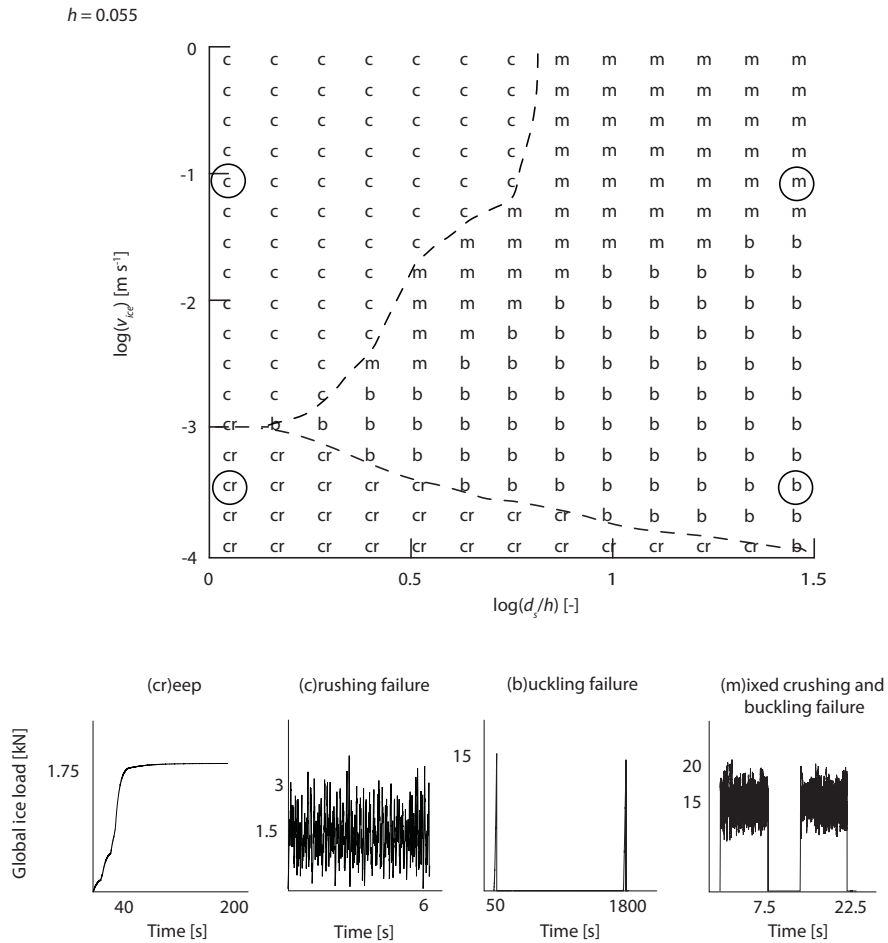 h = 0.055
0
c c c c c c c m m m m m m
c c c c c c c m m m m m m
c c c c c c c m m m m m m
c c c c c c c m m m m m m
-1
c c c c c c c m m m m m m
c c c c c c m m m m m m m
c c c c c m m m m m m b b
c c c c m m m m b b b b b
-2
c c c c m m m b b b b b b
c c c c m m b b b b b b b
c c c m m b b b b b b b b
c c c b b b b b b b b b b
-3
cr b b b b b b b b b b b b
cr cr cr b b b b b b b b b b
cr cr cr cr cr b b b b b b b b
cr cr cr cr cr cr cr cr b b b b b
cr cr cr cr cr cr cr cr cr cr cr cr b
-4
log(v_ice) [m s⁻¹]
0 0.5 1 1.5
log(d_s/h) [-]
Global ice load [kN]
(cr)eep
1.75
40 200
Time [s]
(c)rushing failure
3
1.5
6
Time [s]
(b)uckling failure
15
50 1800
Time [s]
(m)ixed crushing and
buckling failure
20
15
7.5 22.5
Time [s]